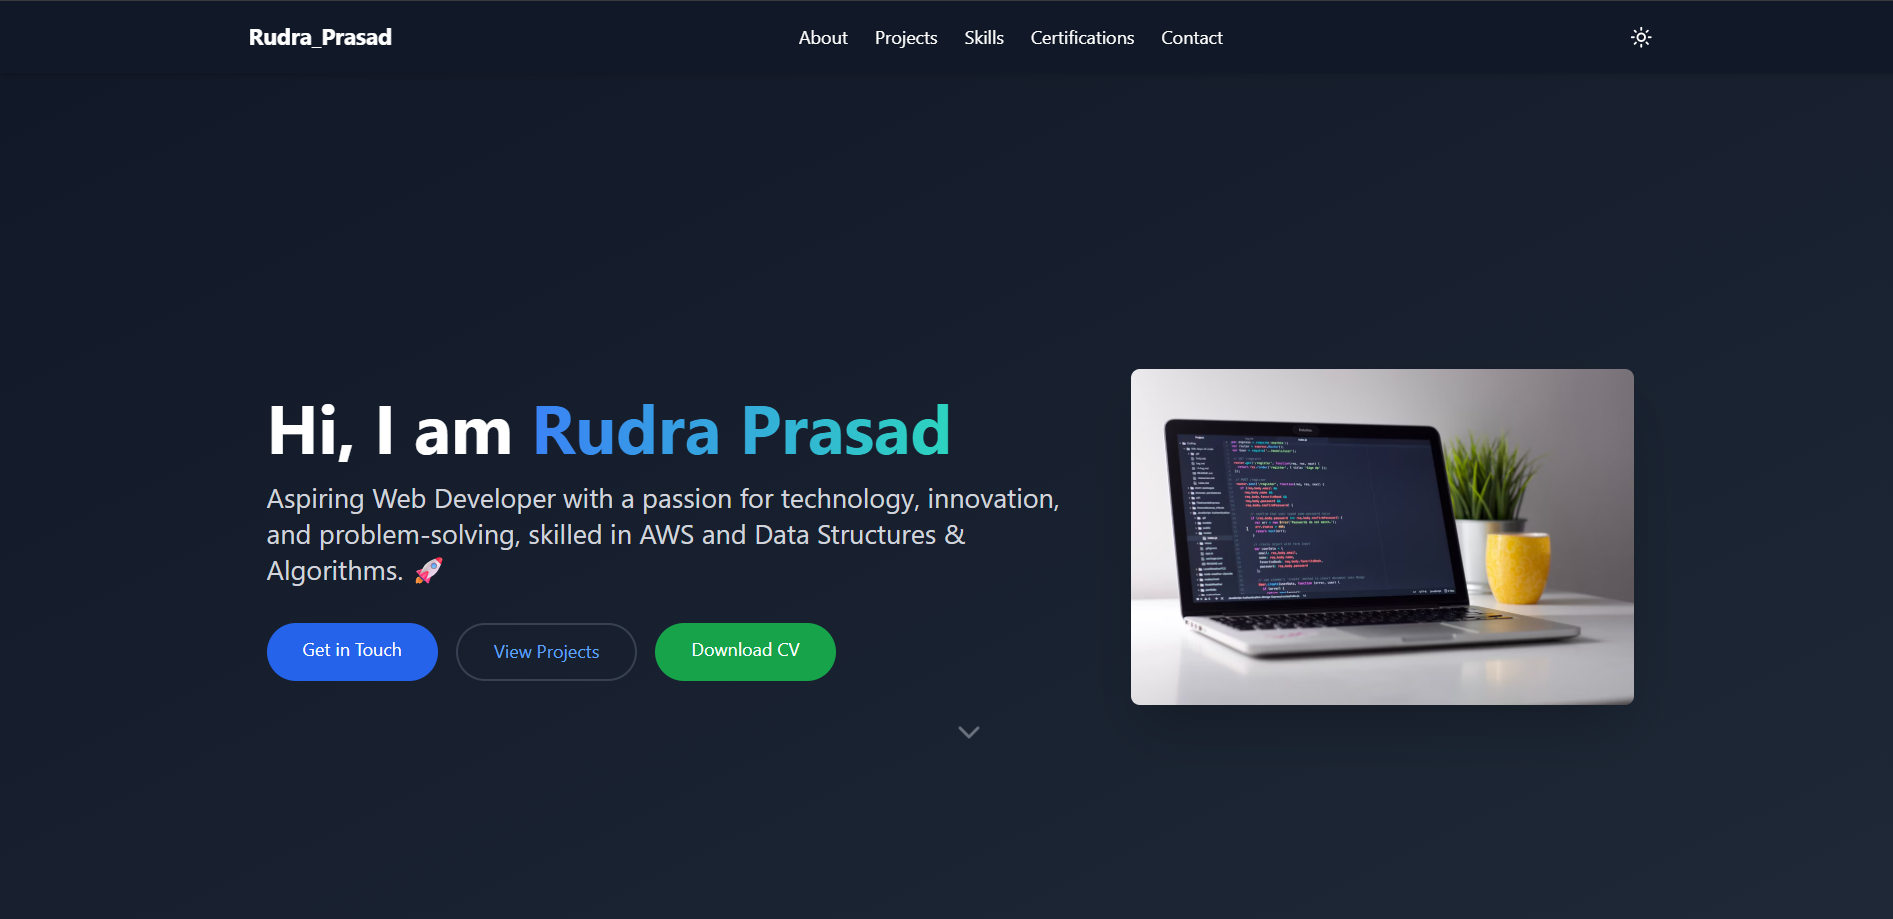 Rudra_Prasad
About Projects Skills Certifications Contact
Hi, I am Rudra Prasad
Aspiring Web Developer with a passion for technology, innovation,
and problem-solving, skilled in AWS and Data Structures &
Algorithms. 🚀
Get in Touch View Projects Download CV